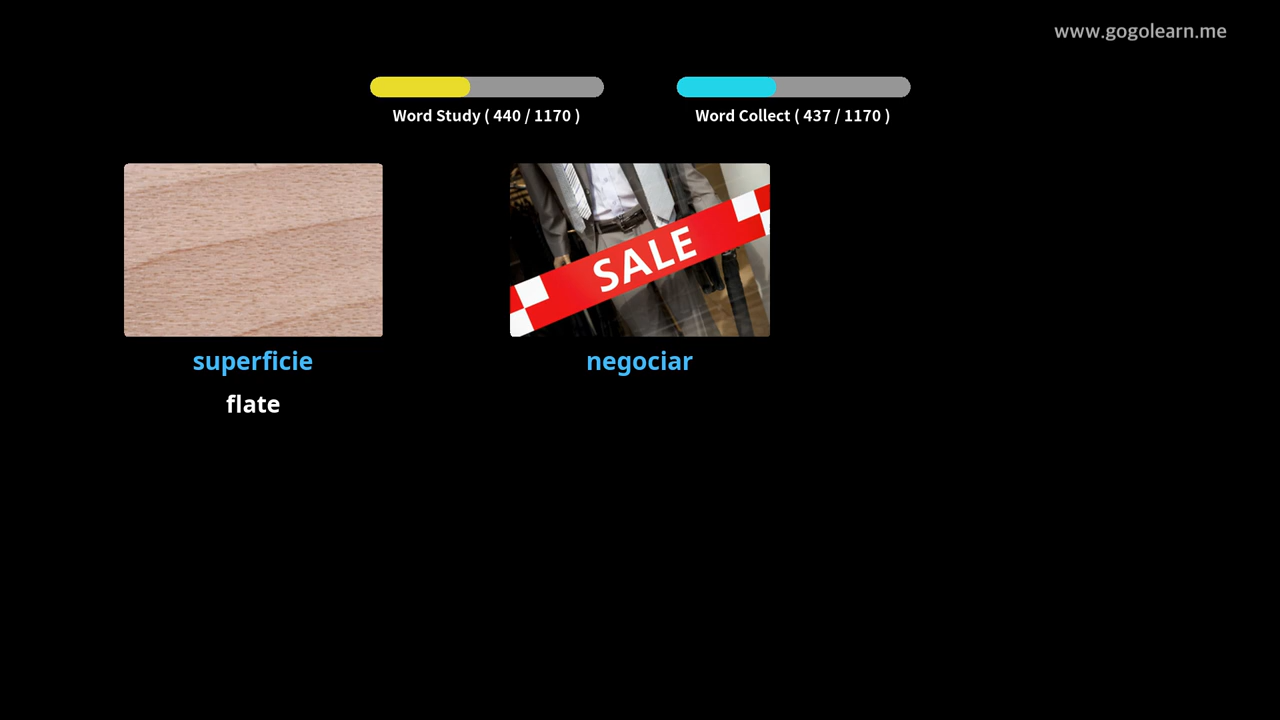 www.gogolearn.me
Word Study ( 440 / 1170 )
Word Collect ( 437 / 1170 )
SALE
superficie
negociar
flate